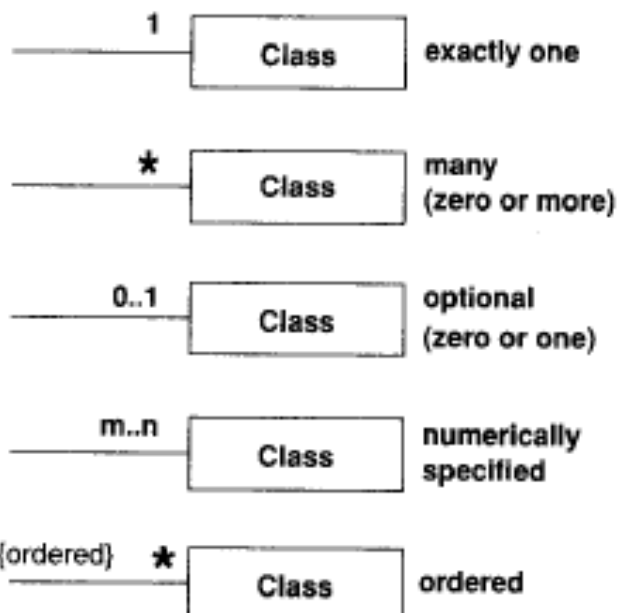 1
Class exactly one
* many
Class
(zero or more)
0..1 optional
Class
(zero or one)
m..n numerically
Class
specified
{ordered} *
Class ordered